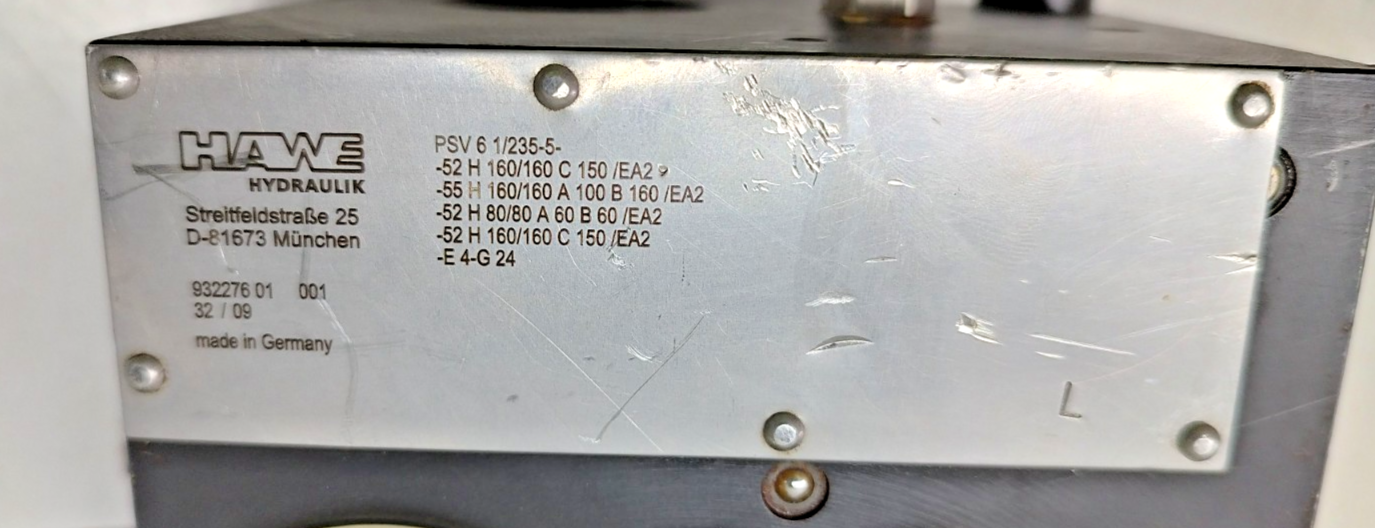 HAWE
HYDRAULIK
Streitfeldstraße 25
D-81673 München
932276 01 001
32 / 09
made in Germany
PSV 6 1/235-5-
-52 H 160/160 C 150 /EA2
-55 H 160/160 A 100 B 160 /EA2
-52 H 80/80 A 60 B 60 /EA2
-52 H 160/160 C 150 /EA2
-E 4-G 24
L